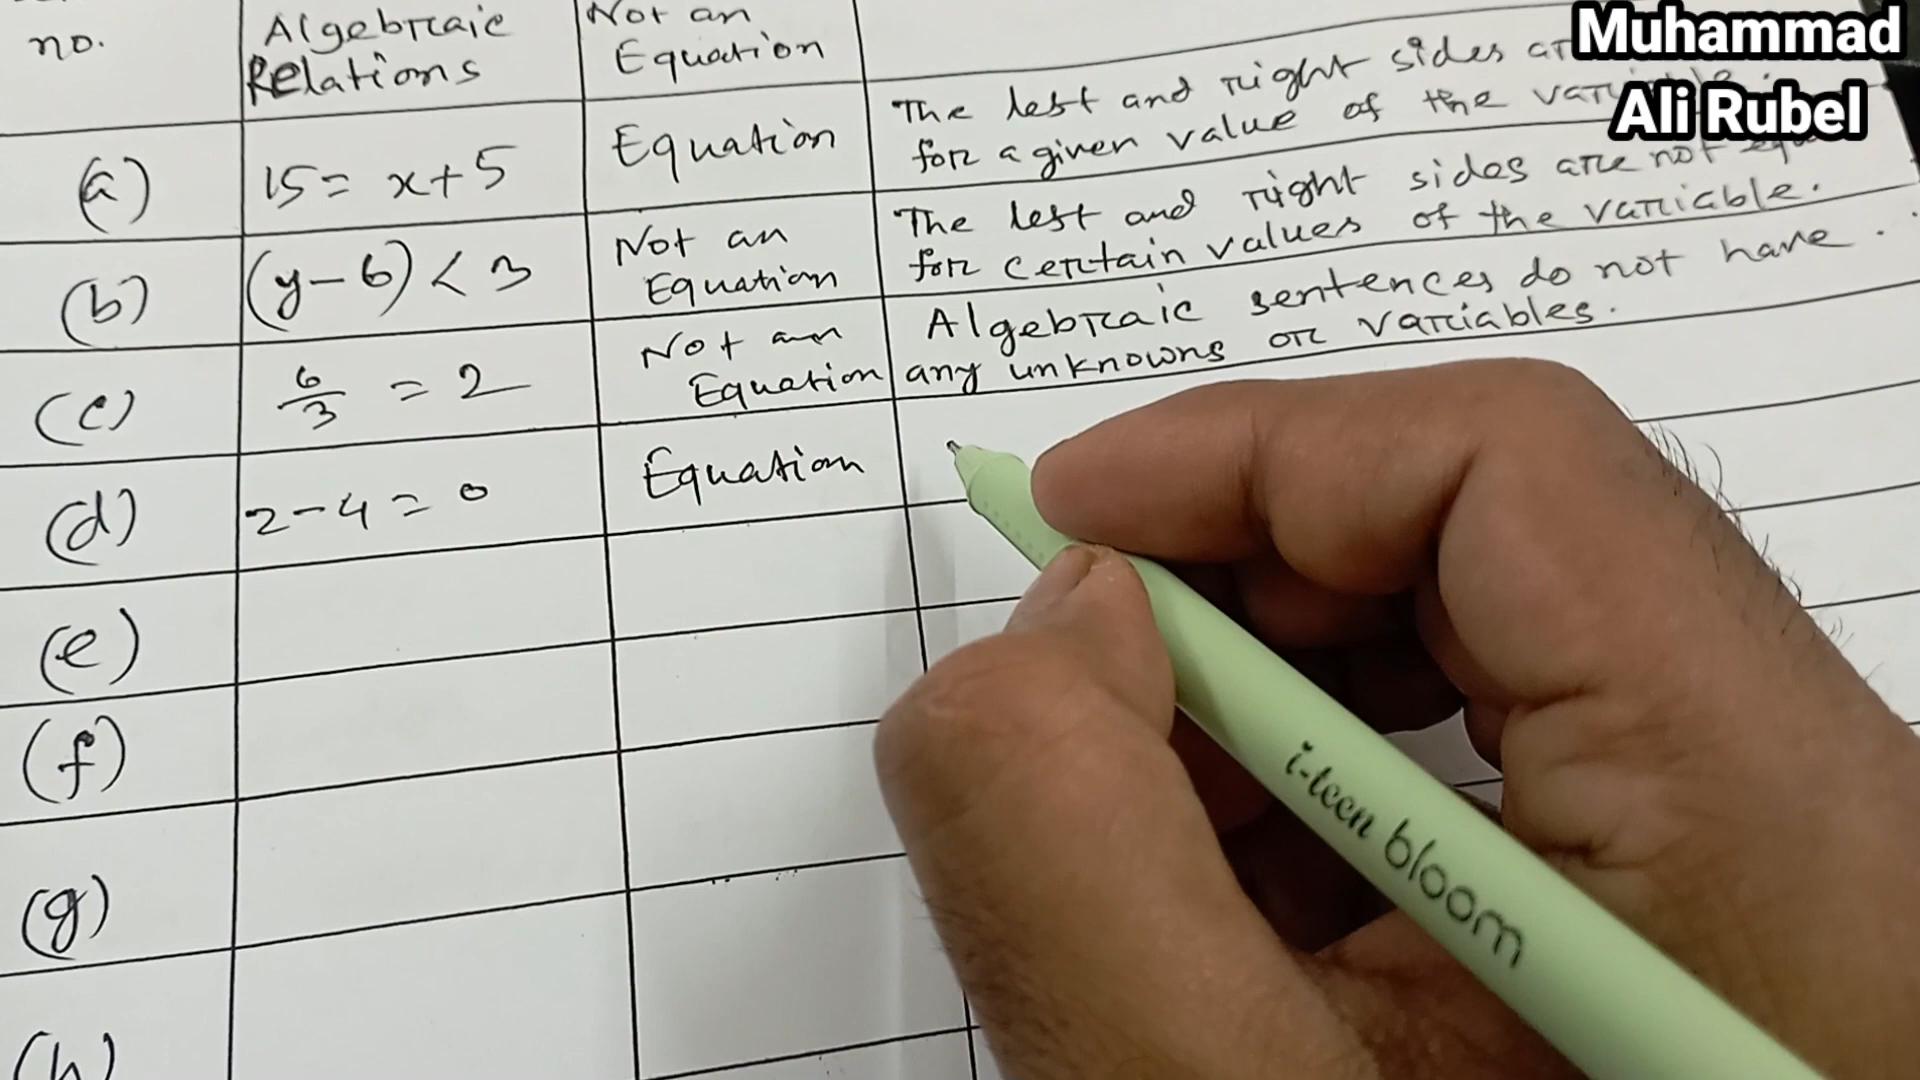 Muhammad
Ali Rubel
no.
Algebraic
Relations
Not an
Equation
(a)
15 = x + 5
Equation
The left and right sides
for a given value of the
(b)
(y - 6) < 3
Not an
Equation
The left and right sides are not
for certain values of the variable.
(c)
6/3 = 2
Not an
Equation
Algebraic sentences do not have
any unknowns or variables.
(d)
z - 4 = 0
Equation
(e)
(f)
(g)
(h)
i-teen bloom